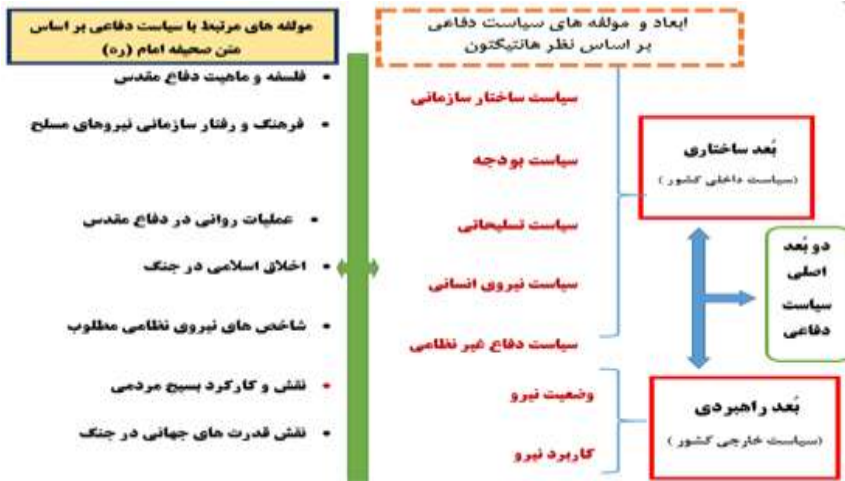 ابعاد و مولفه های سیاست دفاعی
بر اساس نظر هانتیگتون
مولفه های مرتبط با سیاست دفاعی بر اساس
متن صحیفه امام (ره)
دو بُعد
اصلی
سیاست
دفاعی
بُعد ساختاری
(سیاست داخلی کشور )
سیاست ساختار سازمانی
سیاست بودجه
سیاست تسلیحاتی
سیاست نیروی انسانی
سیاست دفاع غیر نظامی
بُعد راهبردی
(سیاست خارجی کشور )
وضعیت نیرو
کاربرد نیرو
• فلسفه و ماهیت دفاع مقدس
• فرهنگ و رفتار سازمانی نیروهای مسلح
• عملیات روانی در دفاع مقدس
• اخلاق اسلامی در جنگ
• شاخص های نیروی نظامی مطلوب
• نقش و کارکرد بسیج مردمی
• نقش قدرت های جهانی در جنگ